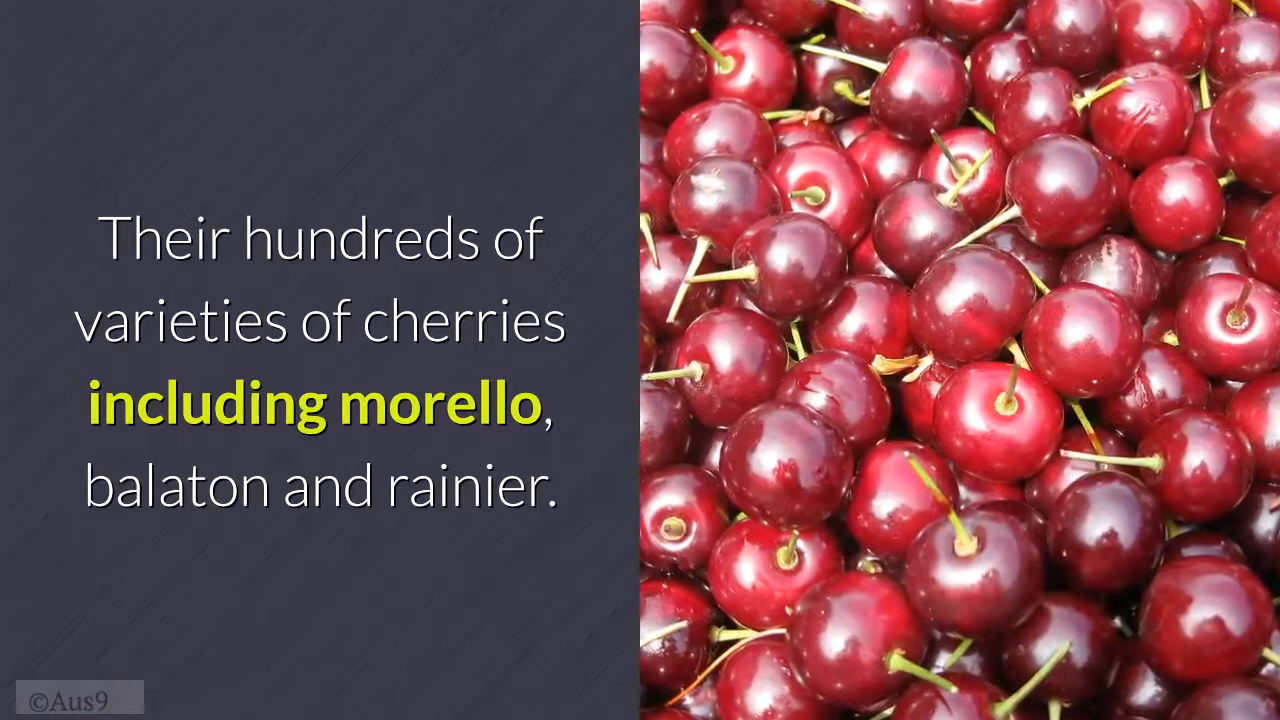 Their hundreds of
varieties of cherries
including morello,
balaton and rainier.
©Aus9